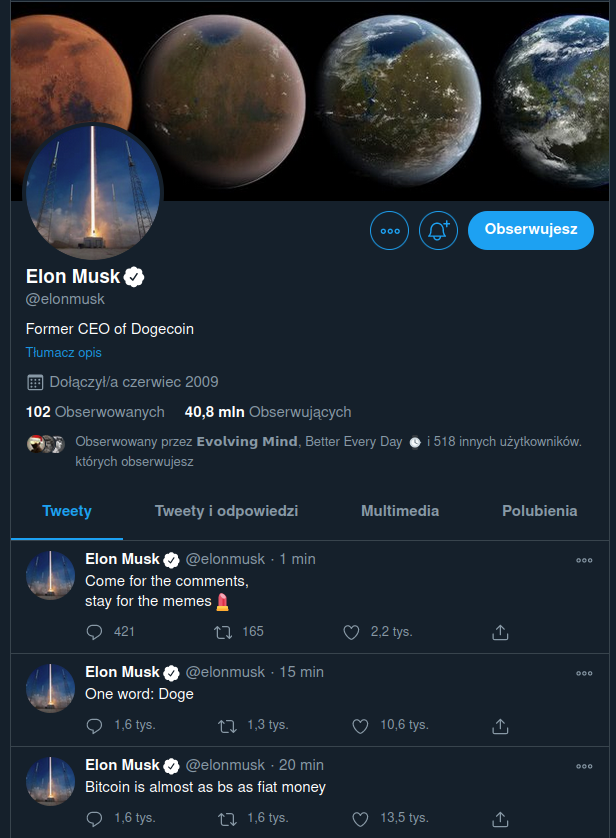 Obserwujesz
Elon Musk
@elonmusk
Former CEO of Dogecoin
Tłumacz opis
Dołączył/a czerwiec 2009
102 Obserwowanych 40,8 mln Obserwujących
Obserwowany przez Evolving Mind, Better Every Day 🕓 i 518 innych użytkowników.
których obserwujesz
Tweety Tweety i odpowiedzi Multimedia Polubienia
Elon Musk @elonmusk · 1 min
Come for the comments,
stay for the memes💄
421 165 2,2 tys.
Elon Musk @elonmusk · 15 min
One word: Doge
1,6 tys. 1,3 tys. 10,6 tys.
Elon Musk @elonmusk · 20 min
Bitcoin is almost as bs as fiat money
1,6 tys. 1,6 tys. 13,5 tys.